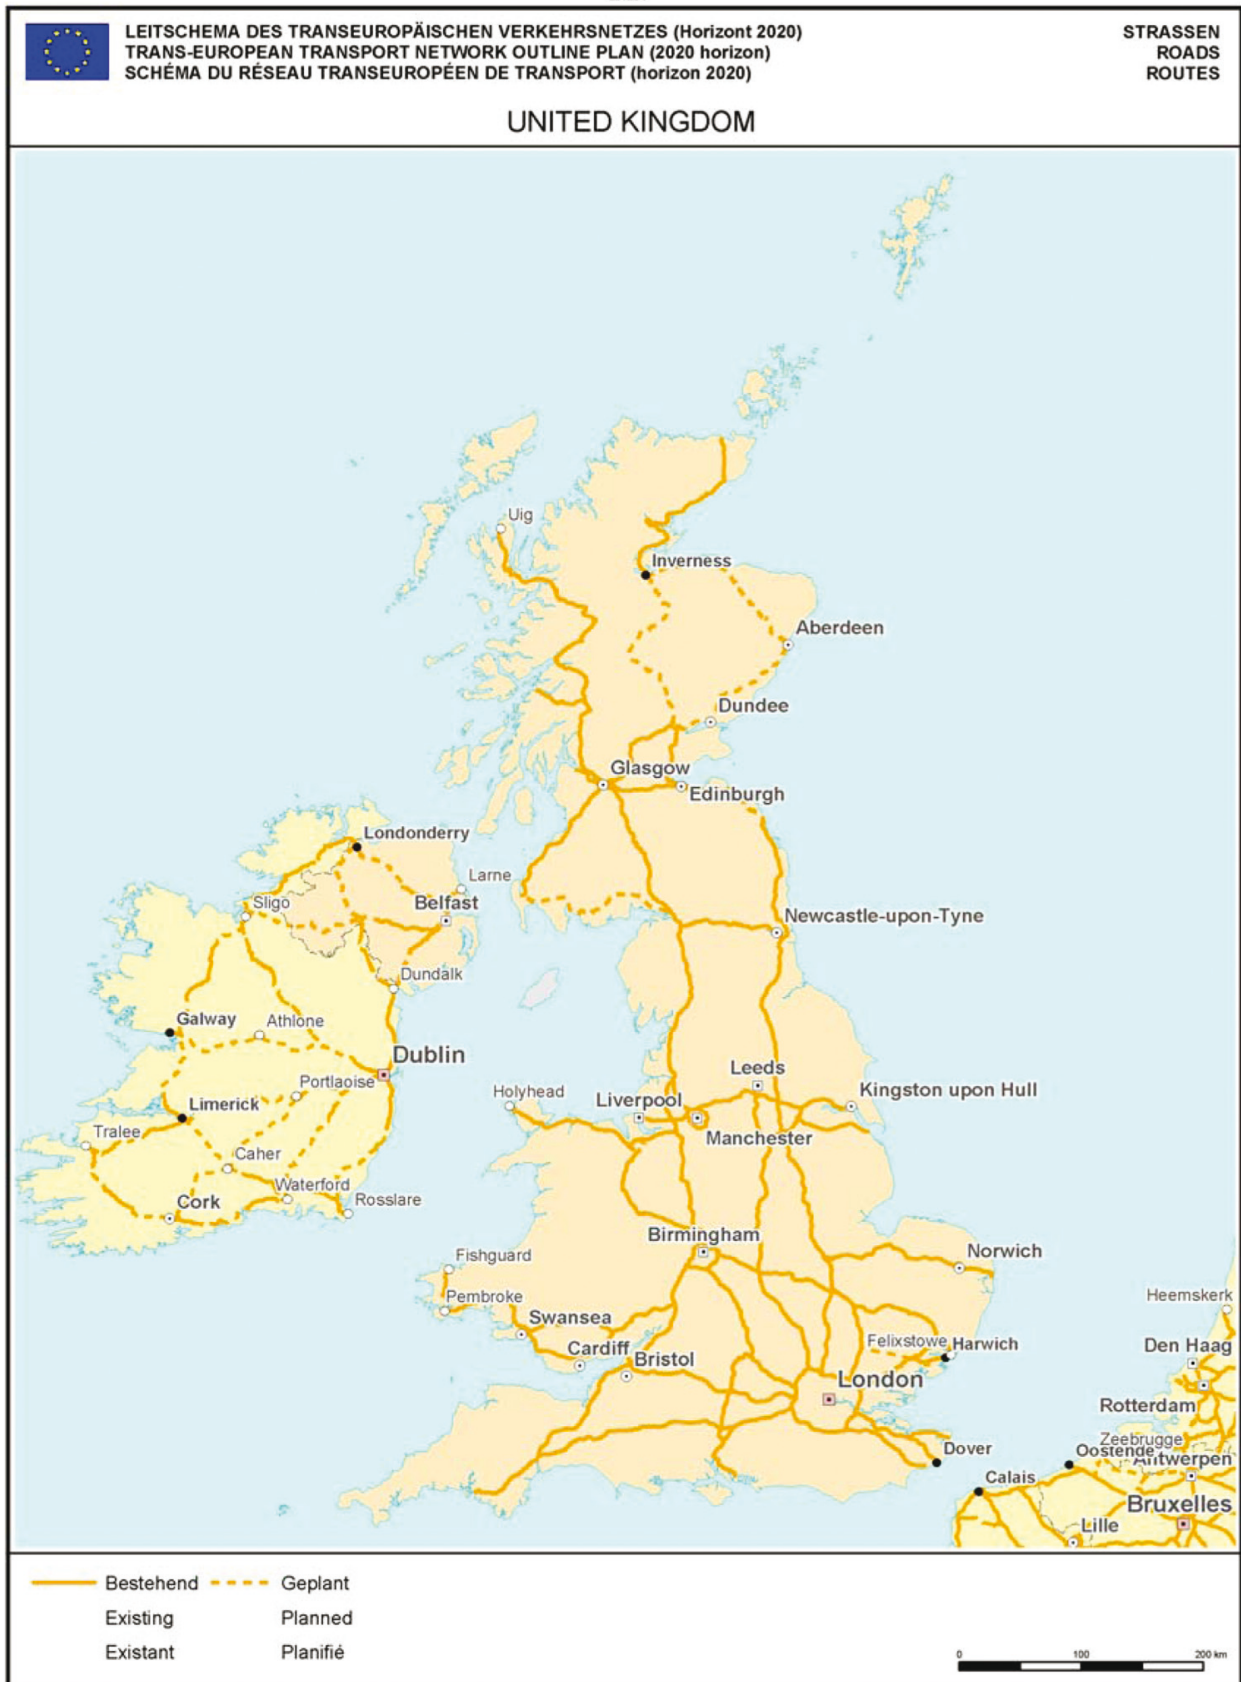 LEITSCHEMA DES TRANSEUROPÄISCHEN VERKEHRSNETZES (Horizont 2020)
TRANS-EUROPEAN TRANSPORT NETWORK OUTLINE PLAN (2020 horizon)
SCHÉMA DU RÉSEAU TRANSEUROPÉEN DE TRANSPORT (horizon 2020)
STRASSEN
ROADS
ROUTES
UNITED KINGDOM
Uig
Inverness
Aberdeen
Dundee
Glasgow
Edinburgh
Londonderry
Larne
Sligo
Belfast
Newcastle-upon-Tyne
Dundalk
Galway
Athlone
Dublin
Portlaoise
Leeds
Holyhead
Liverpool
Kingston upon Hull
Limerick
Manchester
Tralee
Caher
Waterford
Cork
Rosslare
Birmingham
Fishguard
Norwich
Pembroke
Heemskerk
Swansea
Felixstowe
Harwich
Den Haag
Cardiff
Bristol
London
Rotterdam
Zeebrugge
Dover
Oostende
Antwerpen
Calais
Bruxelles
Lille
Bestehend
Geplant
Existing
Planned
Existant
Planifié
0 100 200 km